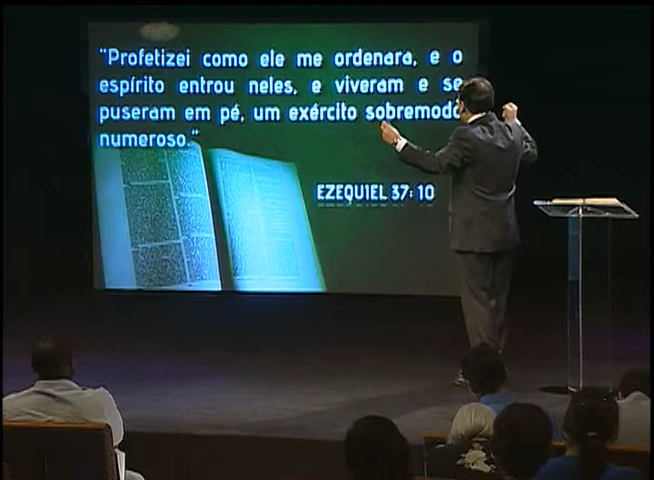 "Profetizei como ele me ordenara, e o
espírito entrou neles, e viveram e se
puseram em pé, um exército sobremodo
numeroso."
EZEQUIEL 37: 10